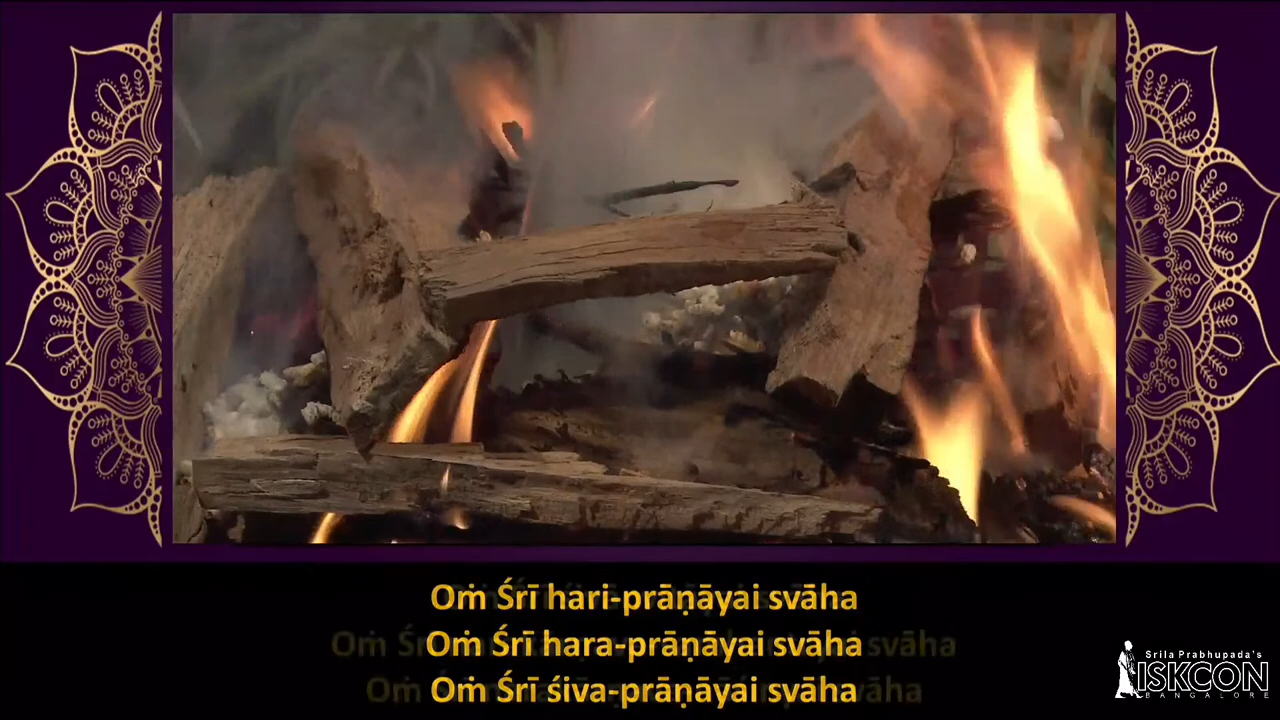 Oṁ Śrī hari-prāṇāyai svāha
Oṁ Śrī hara-prāṇāyai svāha
Oṁ Śrī śiva-prāṇāyai svāha
Srila Prabhupada's
ISKCON
BANGALORE